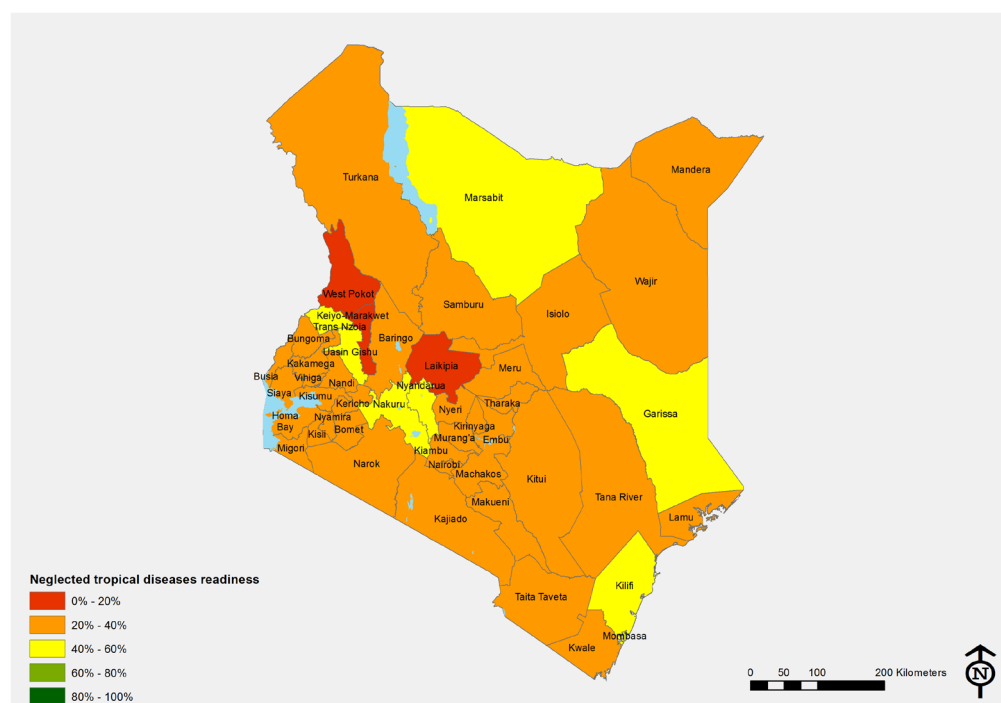 Mandera
Turkana
Marsabit
Wajir
West Pokot
Samburu
Isiolo
Keiyo-Marakwet
Trans Nzoia
Bungoma
Baringo
Uasin Gishu
Kakamega
Laikipia
Meru
Busia
Vihiga
Nandi
Nyandarua
Siaya
Kisumu
Kericho
Nakuru
Tharaka
Nyeri
Garissa
Homa
Bay
Nyamira
Kirinyaga
Kisii
Bomet
Murang'a
Embu
Migori
Kiambu
Narok
Nairobi
Machakos
Kitui
Makueni
Tana River
Kajiado
Lamu
Kilifi
Taita Taveta
Mombasa
Kwale
Neglected tropical diseases readiness
0% - 20%
20% - 40%
40% - 60%
60% - 80%
80% - 100%
0 50 100 200 Kilometers
N